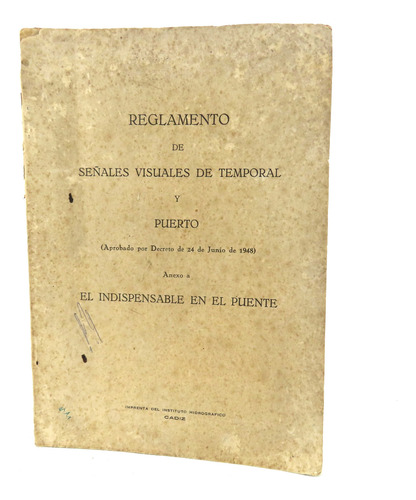 REGLAMENTO
DE
SEÑALES VISUALES DE TEMPORAL
Y
PUERTO
(Aprobado por Decreto de 24 de Junio de 1948)
Anexo a
EL INDISPENSABLE EN EL PUENTE
IMPRENTA DEL INSTITUTO HIDROGRAFICO
CADIZ